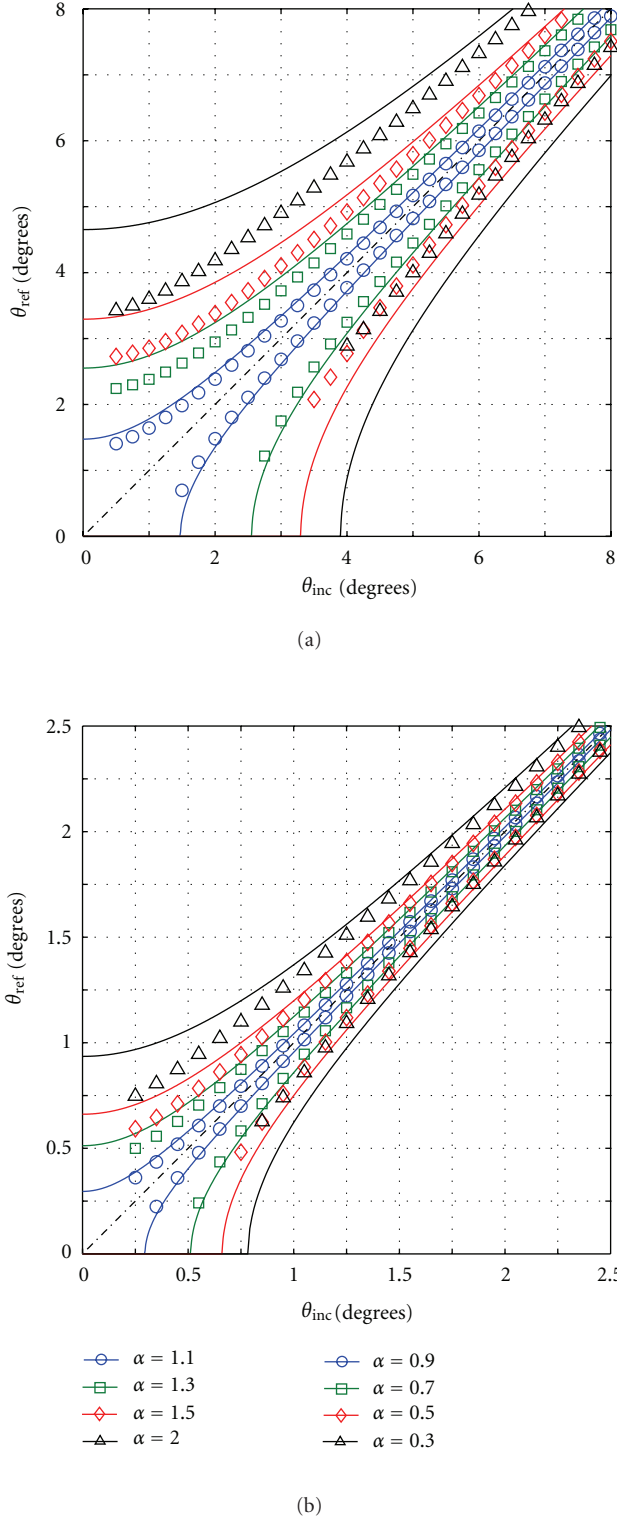 8
6
4
2
0
θref (degrees)
0 2 4 6 8
θinc (degrees)
(a)
2.5
2
1.5
1
0.5
0
θref (degrees)
0 0.5 1 1.5 2 2.5
θinc (degrees)
α = 1.1
α = 1.3
α = 1.5
α = 2
α = 0.9
α = 0.7
α = 0.5
α = 0.3
(b)